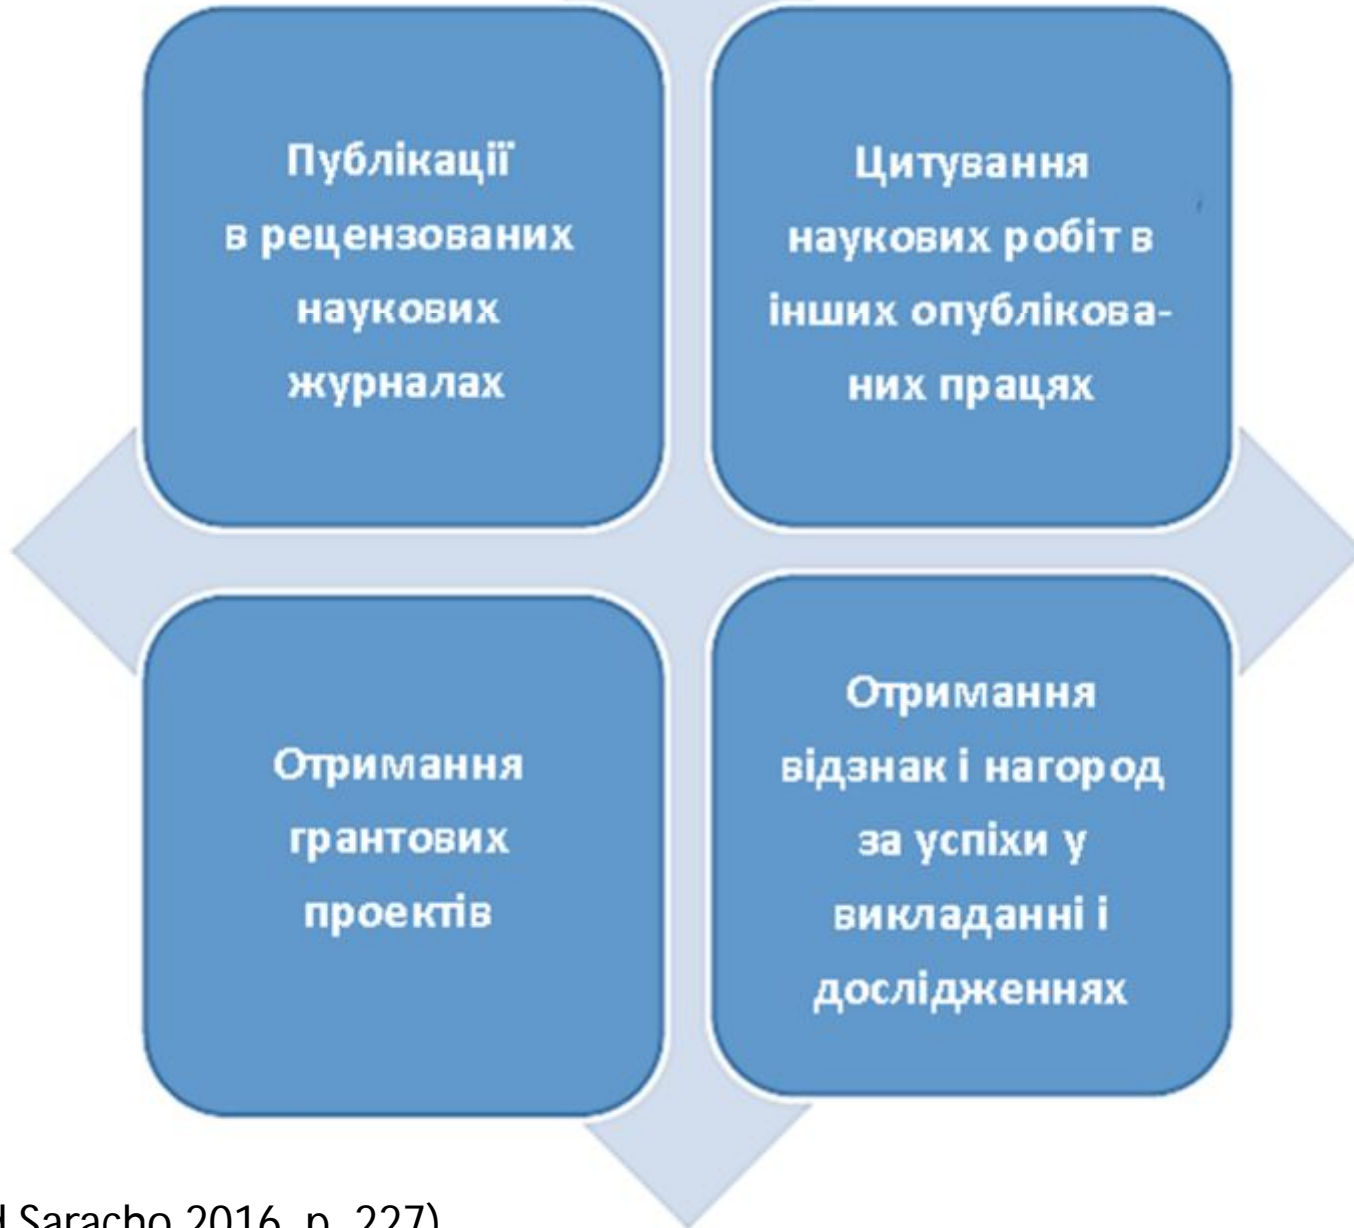 Публікації
в рецензованих
наукових
журналах
Цитування
наукових робіт в
інших опублікова-
них працях
Отримання
грантових
проектів
Отримання
відзнак і нагород
за успіхи у
викладанні і
дослідженнях
Saracho 2016, p. 227)